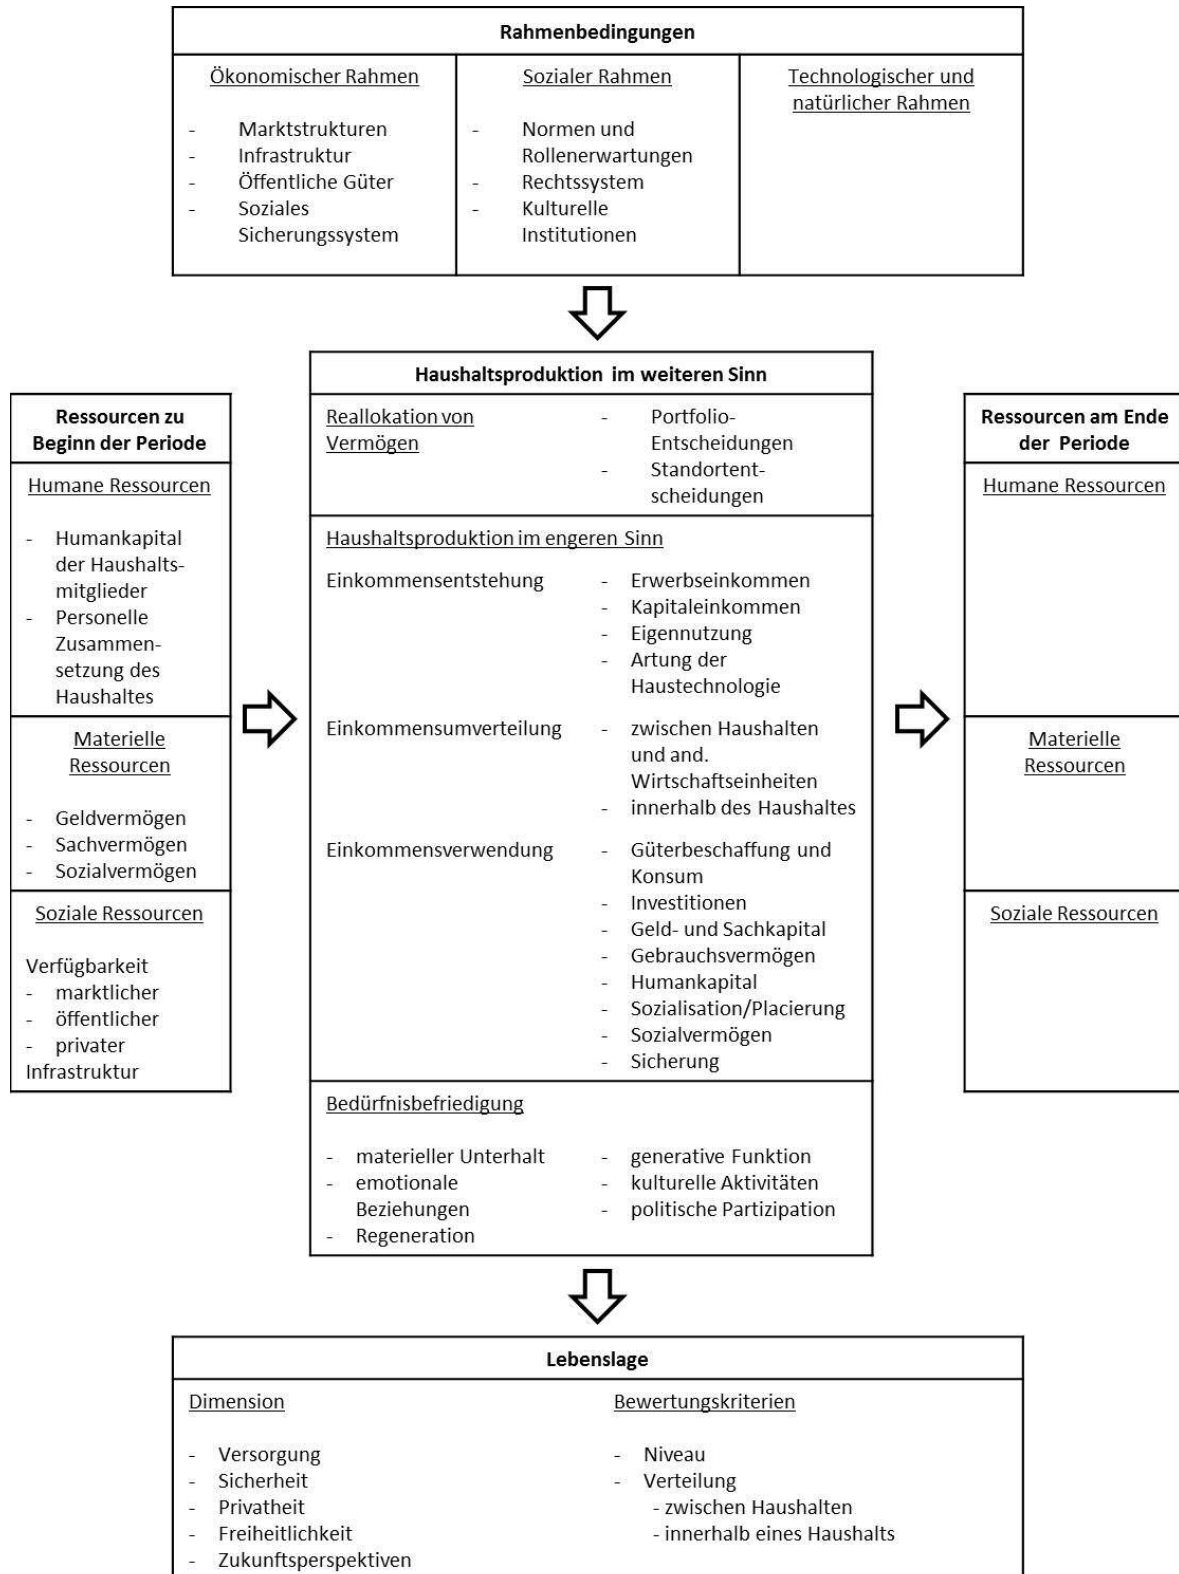 Rahmenbedingungen
Ökonomischer Rahmen
- Marktstrukturen
- Infrastruktur
- Öffentliche Güter
- Soziales
Sicherungssystem
Sozialer Rahmen
- Normen und
Rollenerwartungen
- Rechtssystem
- Kulturelle
Institutionen
Technologischer und
natürlicher Rahmen
Ressourcen zu
Beginn der Periode
Humane Ressourcen
- Humankapital
der Haushalts-
mitglieder
- Personelle
Zusammen-
setzung des
Haushaltes
Materielle
Ressourcen
- Geldvermögen
- Sachvermögen
- Sozialvermögen
Soziale Ressourcen
Verfügbarkeit
- marktlicher
- öffentlicher
- privater
Infrastruktur
Haushaltsproduktion im weiteren Sinn
Reallokation von
Vermögen
- Portfolio-
Entscheidungen
- Standortent-
scheidungen
Haushaltsproduktion im engeren Sinn
Einkommensentstehung
- Erwerbseinkommen
- Kapitaleinkommen
- Eigennutzung
- Artung der
Haustechnologie
Einkommensumverteilung
- zwischen Haushalten
und and.
Wirtschaftseinheiten
- innerhalb des Haushaltes
Einkommensverwendung
- Güterbeschaffung und
Konsum
- Investitionen
- Geld- und Sachkapital
- Gebrauchsvermögen
- Humankapital
- Sozialisation/Placierung
- Sozialvermögen
- Sicherung
Bedürfnisbefriedigung
- materieller Unterhalt
- emotionale
Beziehungen
- Regeneration
- generative Funktion
- kulturelle Aktivitäten
- politische Partizipation
Ressourcen am Ende
der Periode
Humane Ressourcen
Materielle
Ressourcen
Soziale Ressourcen
Lebenslage
Dimension
- Versorgung
- Sicherheit
- Privatheit
- Freiheitlichkeit
- Zukunftsperspektiven
Bewertungskriterien
- Niveau
- Verteilung
- zwischen Haushalten
- innerhalb eines Haushalts